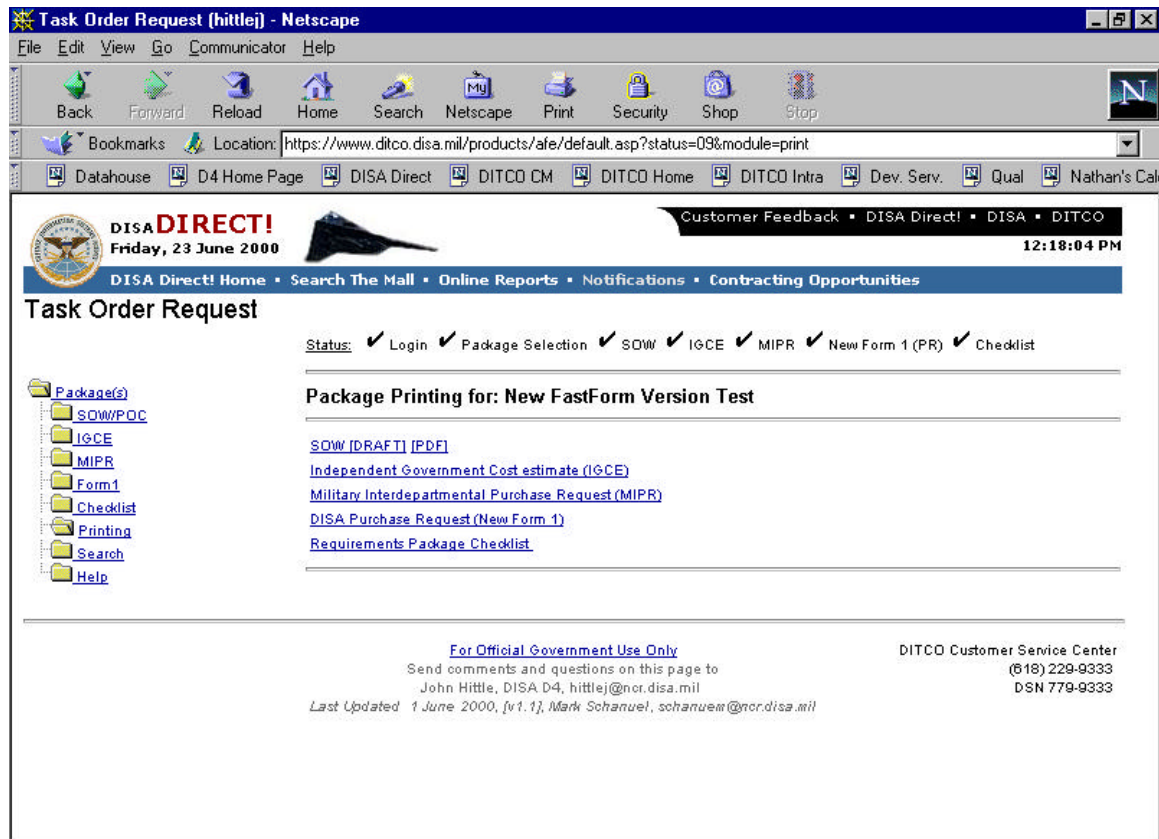 Task Order Request (hittlej) - Netscape
File Edit View Go Communicator Help
Back Forward Reload Home Search Netscape Print Security Shop Stop
My
N
Bookmarks Location: https://www.ditco.disa.mil/products/afe/default.asp?status=09&module=print
Datahouse D4 Home Page DISA Direct DITCO CM DITCO Home DITCO Intra Dev. Serv. Qual Nathan's Cal
Customer Feedback ▪ DISA Direct! ▪ DISA ▪ DITCO
DISADIRECT!
Friday, 23 June 2000
12:18:04 PM
DISA Direct! Home ▪ Search The Mall ▪ Online Reports ▪ Notifications ▪ Contracting Opportunities
Task Order Request
Status: ✔ Login ✔ Package Selection ✔ SOW ✔ IGCE ✔ MIPR ✔ New Form 1 (PR) ✔ Checklist
Package(s)
SOW/POC
IGCE
MIPR
Form1
Checklist
Printing
Search
Help
Package Printing for: New FastForm Version Test
SOW [DRAFT] [PDF]
Independent Government Cost estimate (IGCE)
Military Interdepartmental Purchase Request (MIPR)
DISA Purchase Request (New Form 1)
Requirements Package Checklist
For Official Government Use Only
Send comments and questions on this page to
John Hittle, DISA D4, hittlej@ncr.disa.mil
Last Updated 1 June 2000, [v1.1], Mark Schanuel, schanuem@ncr.disa.mil
DITCO Customer Service Center
(618) 229-9333
DSN 779-9333